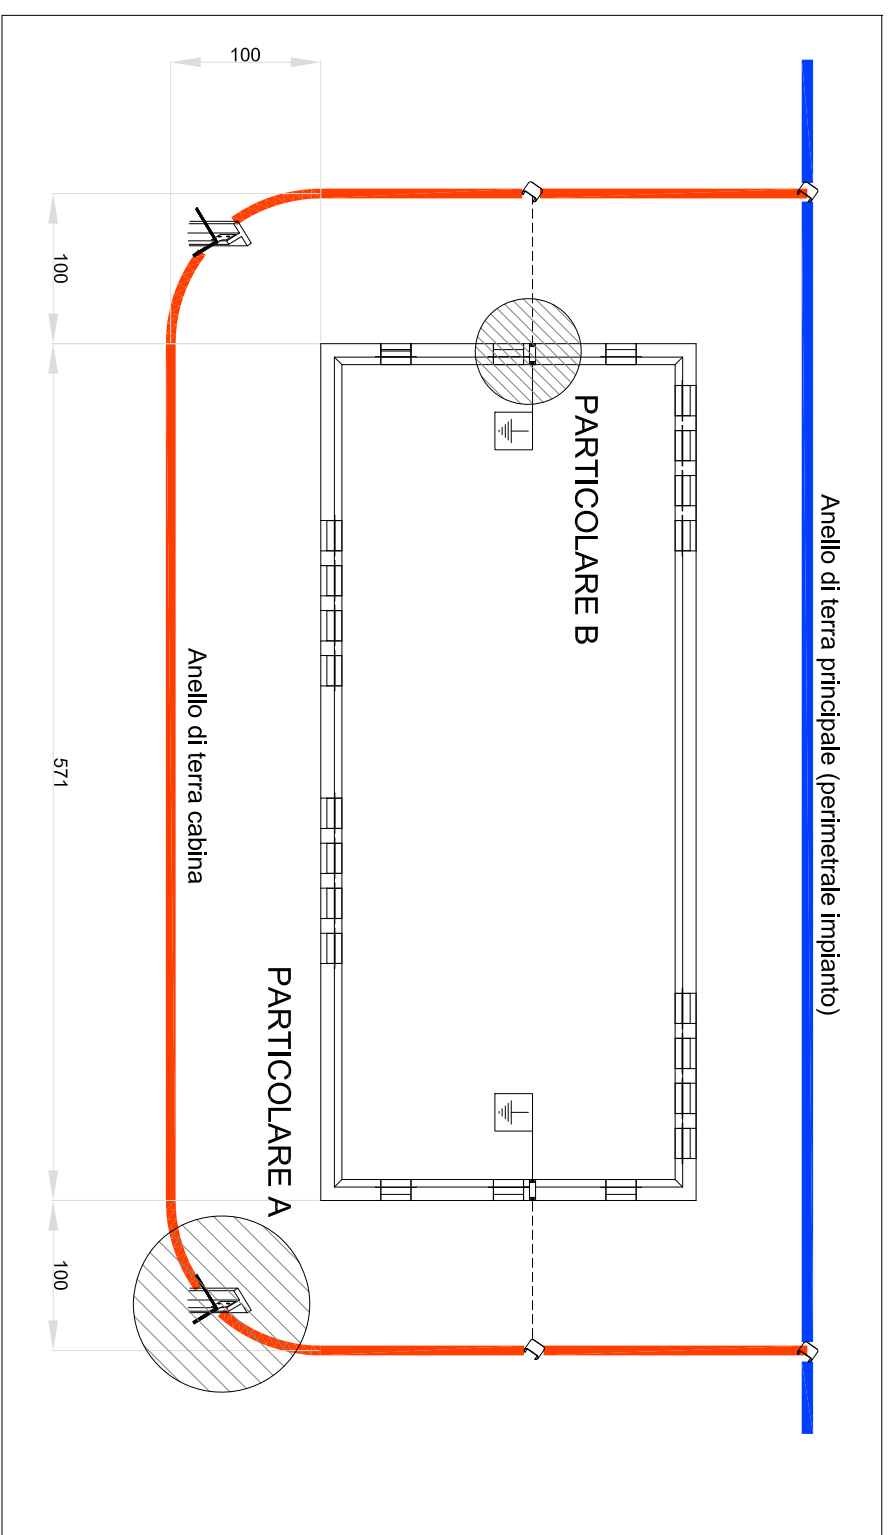 Anello di terra principale (perimetrale impianto)
PARTICOLARE B
PARTICOLARE A
Anello di terra cabina
100
100
571
100